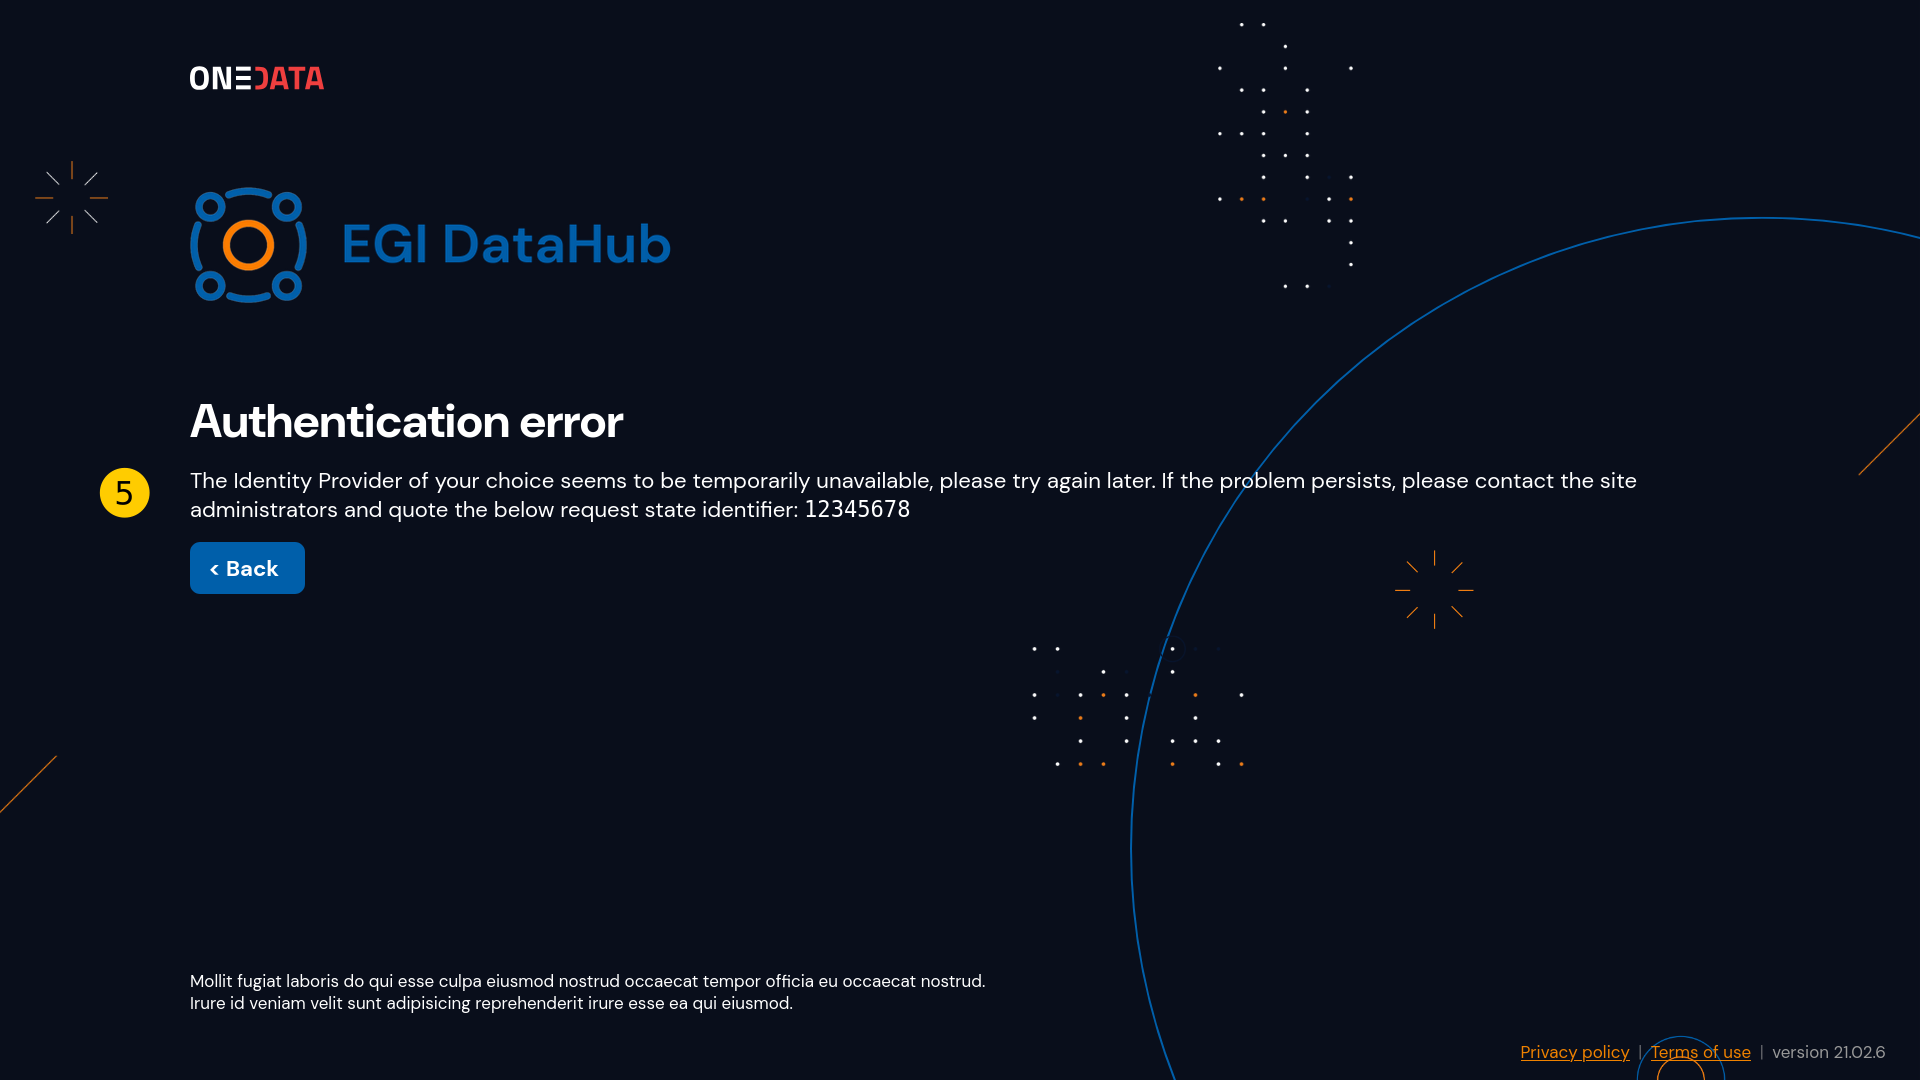 ONEDATA
EGI DataHub
Authentication error
5
The Identity Provider of your choice seems to be temporarily unavailable, please try again later. If the problem persists, please contact the site
administrators and quote the below request state identifier: 12345678
< Back
Mollit fugiat laboris do qui esse culpa eiusmod nostrud occaecat tempor officia eu occaecat nostrud.
Irure id veniam velit sunt adipisicing reprehenderit irure esse ea qui eiusmod.
Privacy policy | Terms of use | version 21.02.6